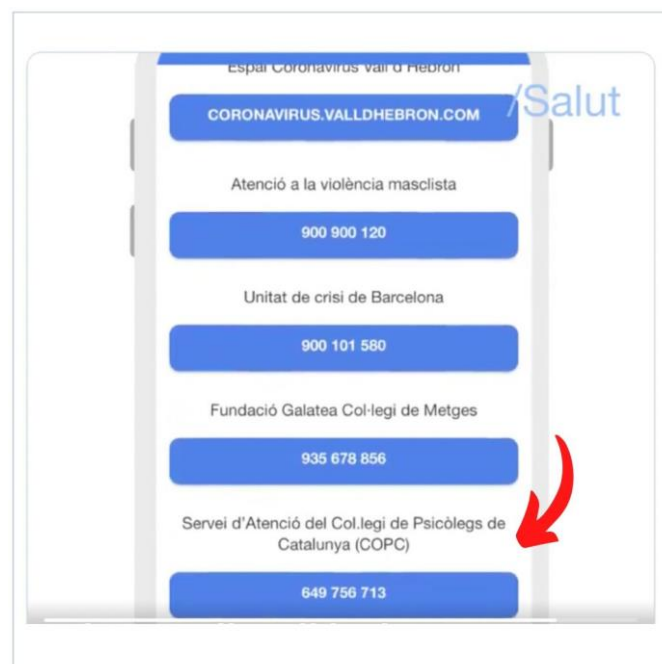 Espai Coronavirus Vall d'Hebron
/Salut
CORONAVIRUS.VALLDHEBRON.COM
Atenció a la violència masclista
900 900 120
Unitat de crisi de Barcelona
900 101 580
Fundació Galatea Col·legi de Metges
935 678 856
Servei d'Atenció del Col.legi de Psicòlegs de
Catalunya (COPC)
649 756 713